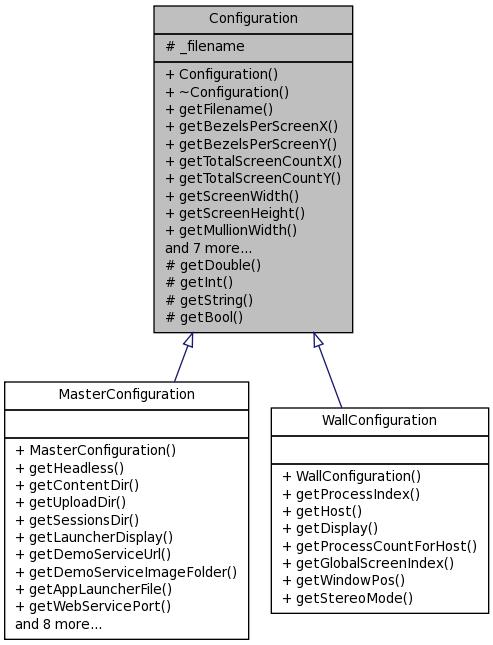 Configuration
# _filename
+ Configuration()
+ ~Configuration()
+ getFilename()
+ getBezelsPerScreenX()
+ getBezelsPerScreenY()
+ getTotalScreenCountX()
+ getTotalScreenCountY()
+ getScreenWidth()
+ getScreenHeight()
+ getMullionWidth()
and 7 more...
# getDouble()
# getInt()
# getString()
# getBool()
MasterConfiguration
+ MasterConfiguration()
+ getHeadless()
+ getContentDir()
+ getUploadDir()
+ getSessionsDir()
+ getLauncherDisplay()
+ getDemoServiceUrl()
+ getDemoServiceImageFolder()
+ getAppLauncherFile()
+ getWebServicePort()
and 8 more...
WallConfiguration
+ WallConfiguration()
+ getProcessIndex()
+ getHost()
+ getDisplay()
+ getProcessCountForHost()
+ getGlobalScreenIndex()
+ getWindowPos()
+ getStereoMode()